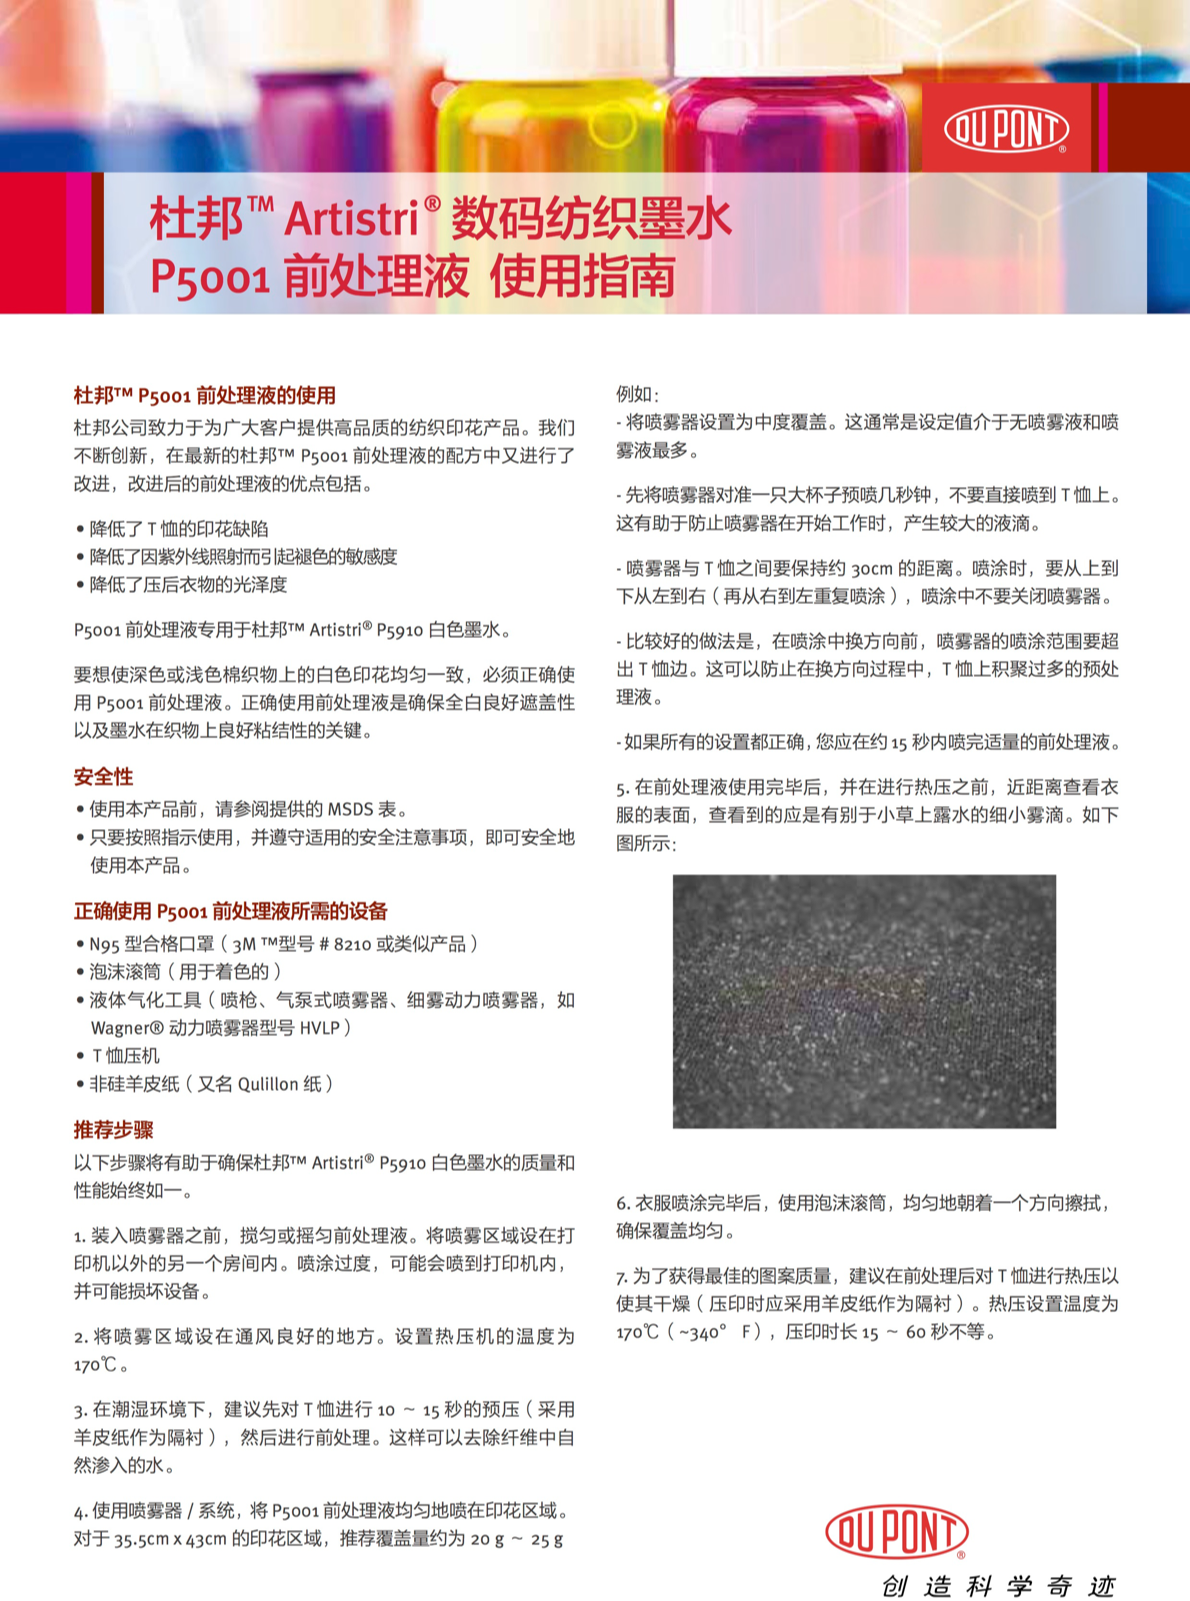 DU PONT®
杜邦™ Artistri® 数码纺织墨水
P5001 前处理液 使用指南
杜邦™ P5001 前处理液的使用
杜邦公司致力于为广大客户提供高品质的纺织印花产品。我们
不断创新，在最新的杜邦™ P5001 前处理液的配方中又进行了
改进，改进后的前处理液的优点包括。
• 降低了 T 恤的印花缺陷
• 降低了因紫外线照射而引起褪色的敏感度
• 降低了压后衣物的光泽度
P5001 前处理液专用于杜邦™ Artistri® P5910 白色墨水。
要想使深色或浅色棉织物上的白色印花均匀一致，必须正确使
用 P5001 前处理液。正确使用前处理液是确保全白良好遮盖性
以及墨水在织物上良好粘结性的关键。
安全性
• 使用本产品前，请参阅提供的 MSDS 表。
• 只要按照指示使用，并遵守适用的安全注意事项，即可安全地
使用本产品。
正确使用 P5001 前处理液所需的设备
• N95 型合格口罩（3M ™型号 # 8210 或类似产品）
• 泡沫滚筒（用于着色的）
• 液体气化工具（喷枪、气泵式喷雾器、细雾动力喷雾器，如
Wagner® 动力喷雾器型号 HVLP）
• T 恤压机
• 非硅羊皮纸（又名 Qulillon 纸）
推荐步骤
以下步骤将有助于确保杜邦™ Artistri® P5910 白色墨水的质量和
性能始终如一。
1. 装入喷雾器之前，搅匀或摇匀前处理液。将喷雾区域设在打
印机以外的另一个房间内。喷涂过度，可能会喷到打印机内，
并可能损坏设备。
2. 将喷雾区域设在通风良好的地方。设置热压机的温度为
170℃。
3. 在潮湿环境下，建议先对 T 恤进行 10 ～ 15 秒的预压（采用
羊皮纸作为隔衬），然后进行前处理。这样可以去除纤维中自
然渗入的水。
4. 使用喷雾器 / 系统，将 P5001 前处理液均匀地喷在印花区域。
对于 35.5cm x 43cm 的印花区域，推荐覆盖量约为 20 g ～ 25 g
例如：
- 将喷雾器设置为中度覆盖。这通常是设定值介于无喷雾液和喷
雾液最多。
- 先将喷雾器对准一只大杯子预喷几秒钟，不要直接喷到 T 恤上。
这有助于防止喷雾器在开始工作时，产生较大的液滴。
- 喷雾器与 T 恤之间要保持约 30cm 的距离。喷涂时，要从上到
下从左到右（再从右到左重复喷涂），喷涂中不要关闭喷雾器。
- 比较好的做法是，在喷涂中换方向前，喷雾器的喷涂范围要超
出 T 恤边。这可以防止在换方向过程中，T 恤上积聚过多的预处
理液。
- 如果所有的设置都正确，您应在约 15 秒内喷完适量的前处理液。
5. 在前处理液使用完毕后，并在进行热压之前，近距离查看衣
服的表面，查看到的应是有别于小草上露水的细小雾滴。如下
图所示：
6. 衣服喷涂完毕后，使用泡沫滚筒，均匀地朝着一个方向擦拭，
确保覆盖均匀。
7. 为了获得最佳的图案质量，建议在前处理后对 T 恤进行热压以
使其干燥（压印时应采用羊皮纸作为隔衬）。热压设置温度为
170℃（~340° F），压印时长 15 ～ 60 秒不等。
DU PONT®
创造科学奇迹